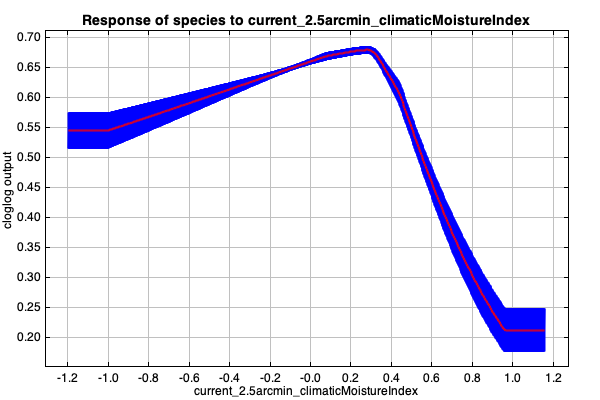 Response of species to current_2.5arcmin_climaticMoistureIndex
cloglog output
0.70
0.65
0.60
0.55
0.50
0.45
0.40
0.35
0.30
0.25
0.20
-1.2 -1.0 -0.8 -0.6 -0.4 -0.2 -0.0 0.2 0.4 0.6 0.8 1.0 1.2
current_2.5arcmin_climaticMoistureIndex